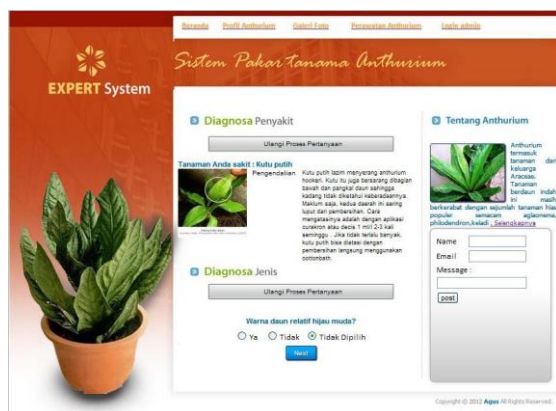 Beranda Profil Anthurium Galeri Foto Perawatan Anthurium Login admin
EXPERT System
Sistem Pakar tanama Anthurium
Diagnosa Penyakit
Ulangi Proses Pertanyaan
Tanaman Anda sakit : Kutu putih
Pengendalian
Kutu putih lazim menyerang anthurium
hookeri. Kutu itu juga bersarang dibagian
bawah dan pangkal daun sehingga
kadang tidak diketahui keberadaannya.
Maklum saja, kedua daerah ini sering
luput dari pembersihan. Cara
mengatasinya adalah dengan aplikasi
curakron atau decis 1 ml/l 2-3 kali
seminggu . Jika tidak terlalu banyak,
kutu putih bisa diatasi dengan
pembersihan langsung menggunakan
cottonbath.
Diagnosa Jenis
Ulangi Proses Pertanyaan
Warna daun relatif hijau muda?
Ya Tidak Tidak Dipilih
Next
Tentang Anthurium
Anthurium
termasuk
tanaman dari
keluarga
Araceae.
Tanaman
berdaun indah
ini masih
berkerabat dengan sejumlah tanaman hias
populer semacam aglaonema,
philodendron,keladi , Selengkapnya
Name
Email
Message :
post
Copyright © 2012 Agus All Rights Reserved.